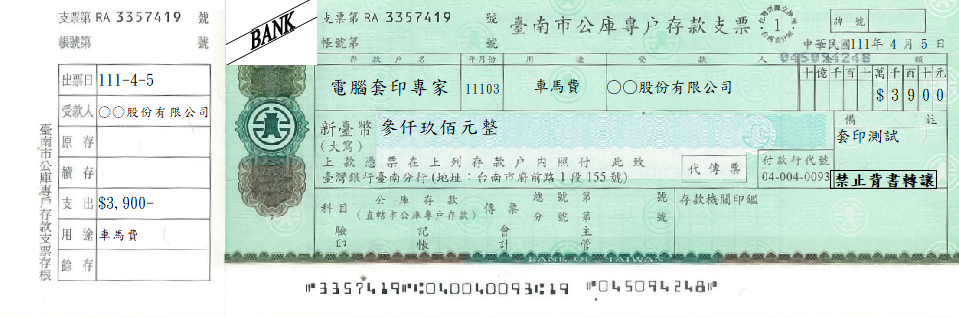 支票第 RA 3357419 號
帳號第 號
出票日 111-4-5
受款人 ○○股份有限公司
原存
續存
支出 $3,900-
用途 車馬費
餘存
臺南市公庫專戶存款支票存根
BANK
支票第 RA 3357419 號
帳號第 號
臺南市公庫專戶存款支票
1
牌號
中華民國111年4月5日
045094248
存款戶名 年月份 用途 受款人 金額
十億千百十萬千百十元
電腦套印專家 11103 車馬費 ○○股份有限公司 $3900
新臺幣 參仟玖佰元整
(大寫)
備註
套印測試
上款憑票在上列存款戶內照付 此致
臺灣銀行臺南分行(地址：台南市府前路1段155號)
代傳票
付款行代號
04-004-0093
禁止背書轉讓
科目 公庫存款
(直轄市公庫專戶存款)
傳票 總號第 號
分號第 號
存款機關印鑑
驗印 記帳 會計 主管
BANK OF TAIWAN
⑈3357419⑈⑆040040093⑆19 ⑈045094248⑈